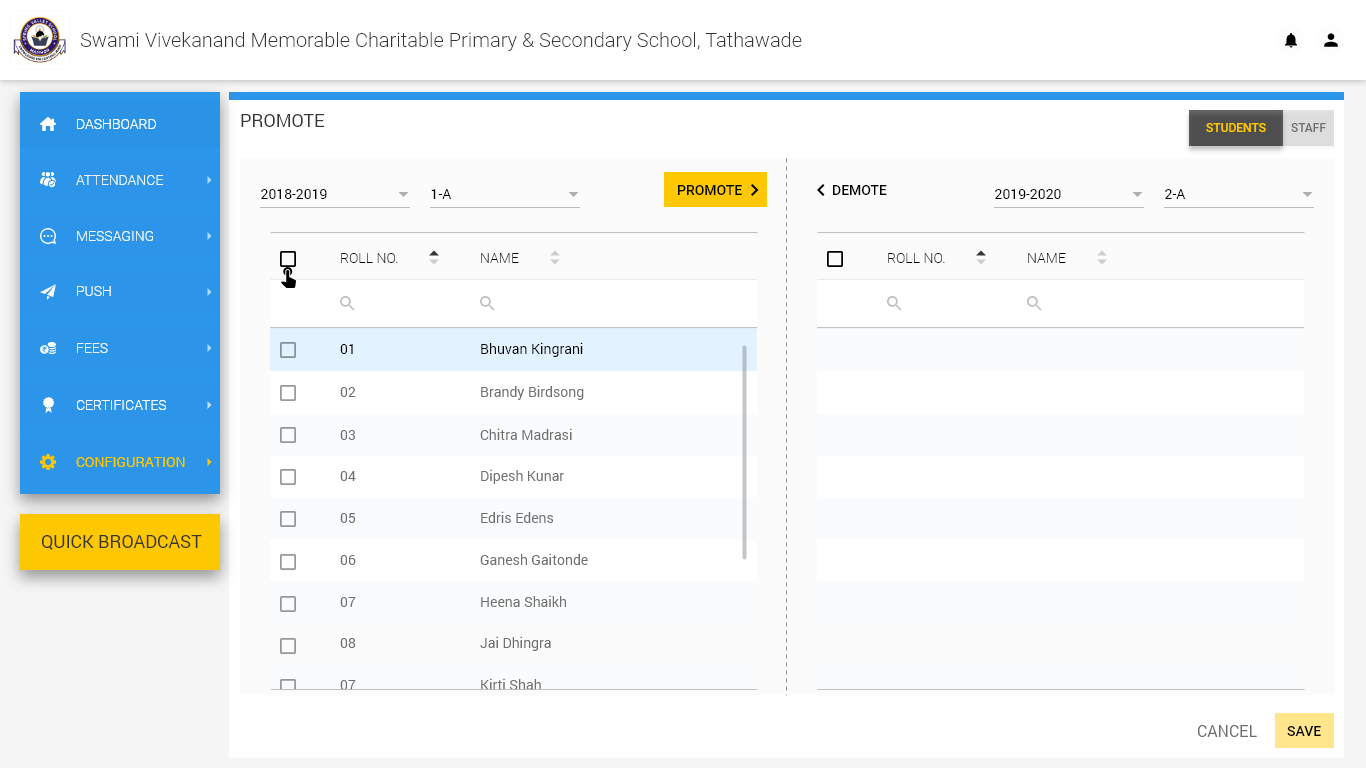 Swami Vivekanand Memorable Charitable Primary & Secondary School, Tathawade
DASHBOARD
ATTENDANCE
MESSAGING
PUSH
FEES
CERTIFICATES
CONFIGURATION
QUICK BROADCAST
PROMOTE
STUDENTS STAFF
2018-2019 1-A PROMOTE
ROLL NO. NAME
01 Bhuvan Kingrani
02 Brandy Birdsong
03 Chitra Madrasi
04 Dipesh Kunar
05 Edris Edens
06 Ganesh Gaitonde
07 Heena Shaikh
08 Jai Dhingra
07 Kirti Shah
DEMOTE 2019-2020 2-A
ROLL NO. NAME
CANCEL SAVE